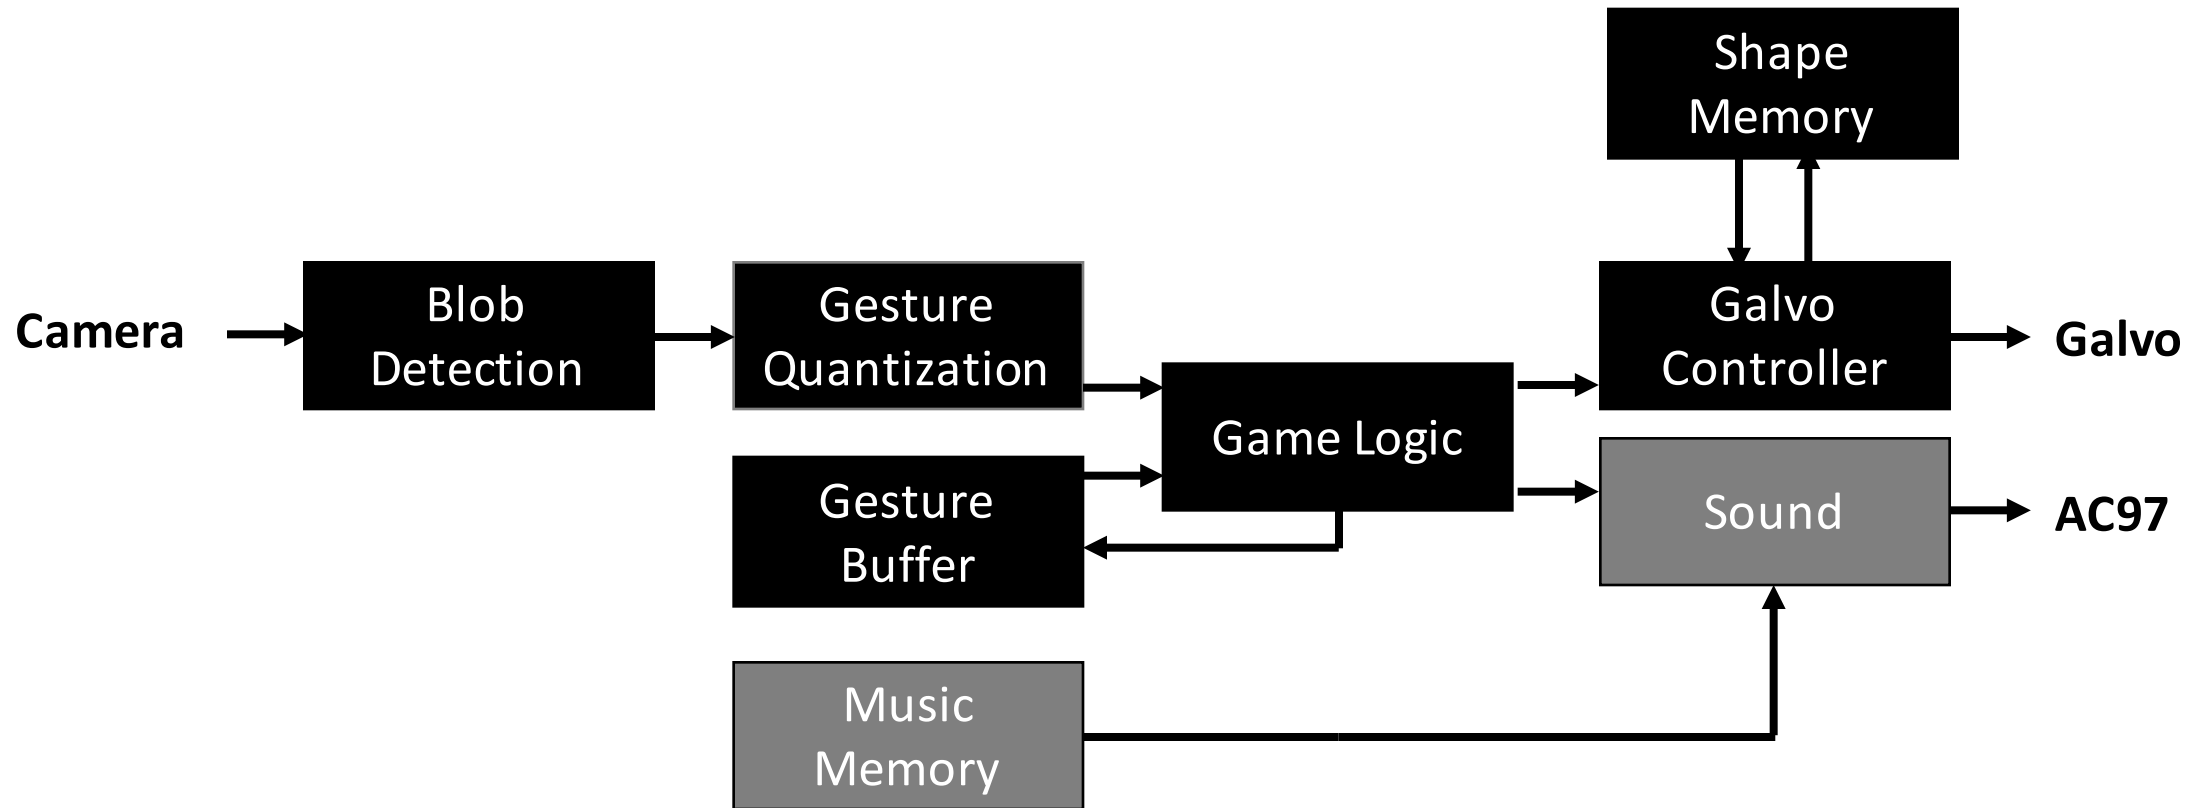 Shape
Memory
Camera
Blob
Detection
Gesture
Quantization
Game Logic
Galvo
Controller
Galvo
Gesture
Buffer
Sound
AC97
Music
Memory